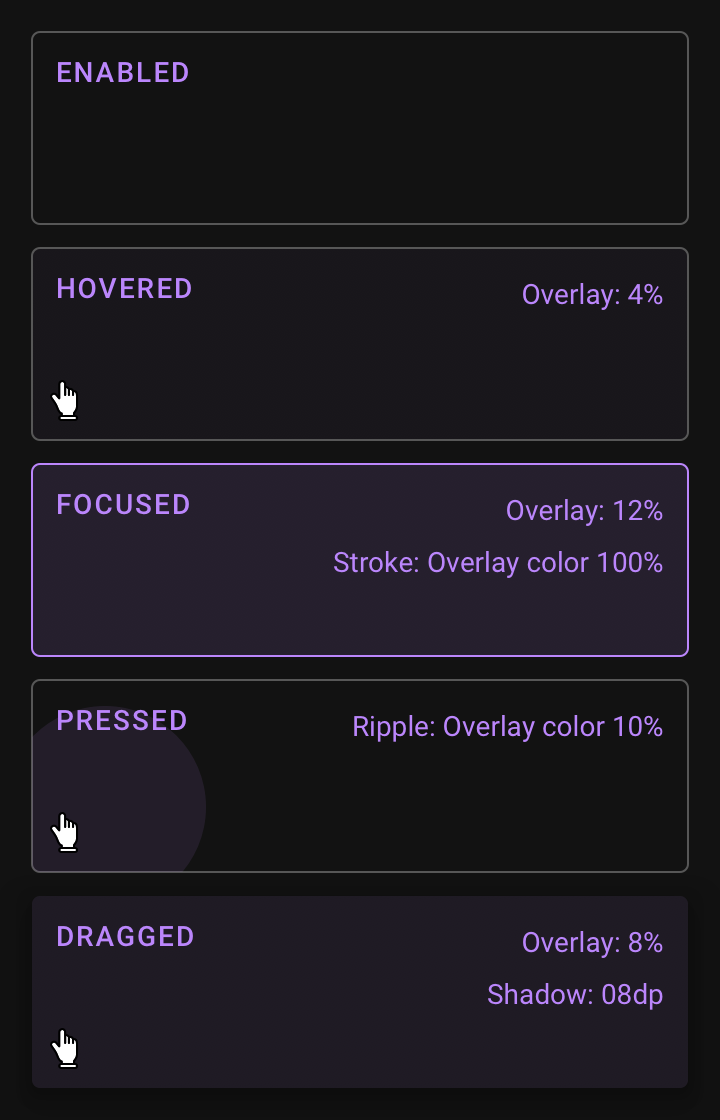 ENABLED
HOVERED
Overlay: 4%
FOCUSED
Overlay: 12%
Stroke: Overlay color 100%
PRESSED
Ripple: Overlay color 10%
DRAGGED
Overlay: 8%
Shadow: 08dp